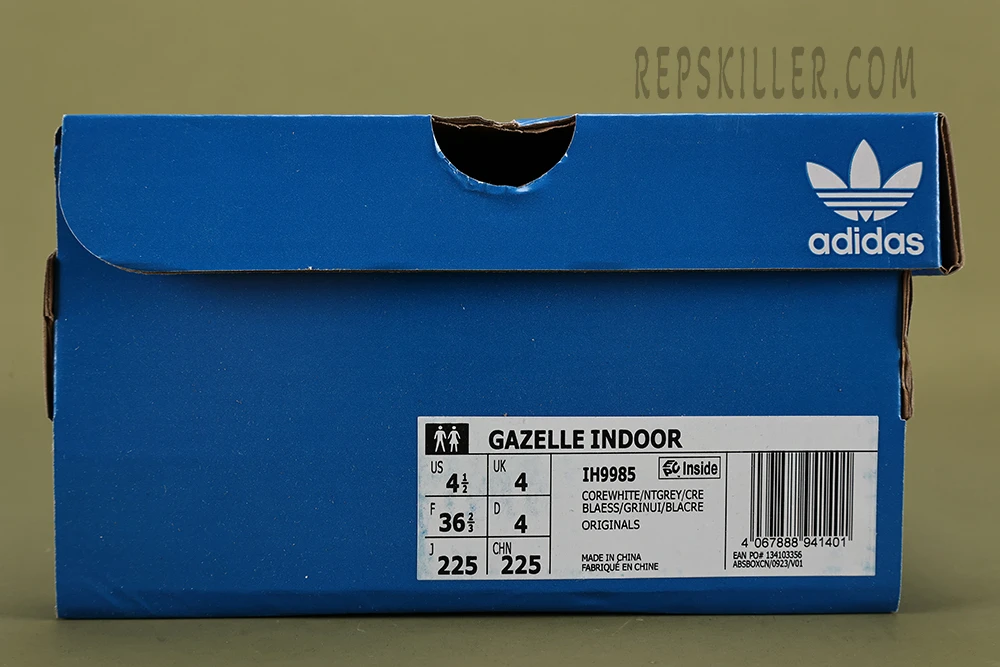 REPSKILLER.COM
adidas
GAZELLE INDOOR
US 4½
UK 4
F 36⅔
D 4
J 225
CHN 225
IH9985
Inside
COREWHITE/NTGREY/CRE
BLAESS/GRINUI/BLACRE
ORIGINALS
MADE IN CHINA
FABRIQUÉ EN CHINE
4 067888 941401
EAN PO# 134103356
ABSBOXCN/0923/V01